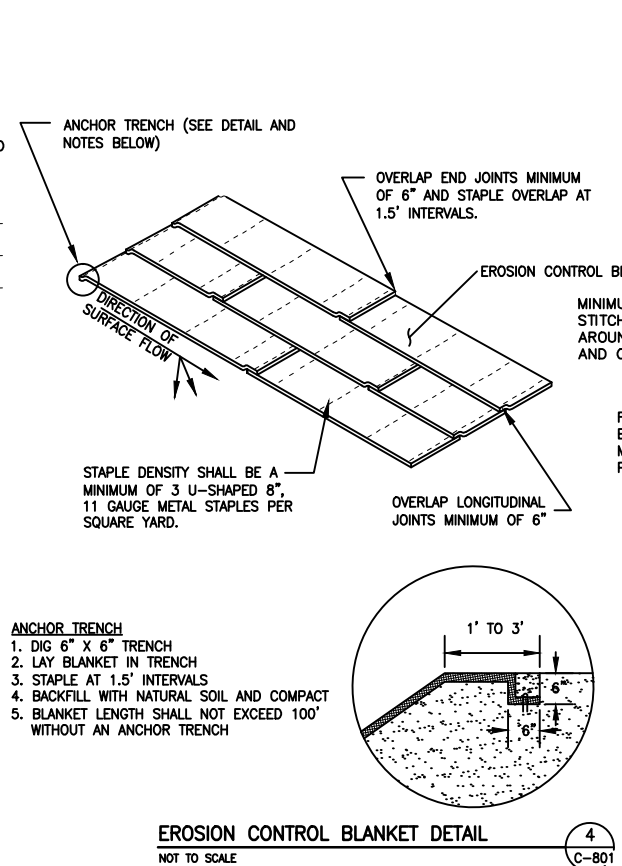 ANCHOR TRENCH (SEE DETAIL AND
NOTES BELOW)
OVERLAP END JOINTS MINIMUM
OF 6" AND STAPLE OVERLAP AT
1.5' INTERVALS.
EROSION CONTROL
DIRECTION OF
SURFACE FLOW
STAPLE DENSITY SHALL BE A
MINIMUM OF 3 U-SHAPED 8",
11 GAUGE METAL STAPLES PER
SQUARE YARD.
OVERLAP LONGITUDINAL
JOINTS MINIMUM OF 6"
STITCH
AND
ANCHOR TRENCH
1. DIG 6" X 6" TRENCH
2. LAY BLANKET IN TRENCH
3. STAPLE AT 1.5' INTERVALS
4. BACKFILL WITH NATURAL SOIL AND COMPACT
5. BLANKET LENGTH SHALL NOT EXCEED 100'
WITHOUT AN ANCHOR TRENCH
1' TO 3'
6"
6"
EROSION CONTROL BLANKET DETAIL
NOT TO SCALE
4
C-801